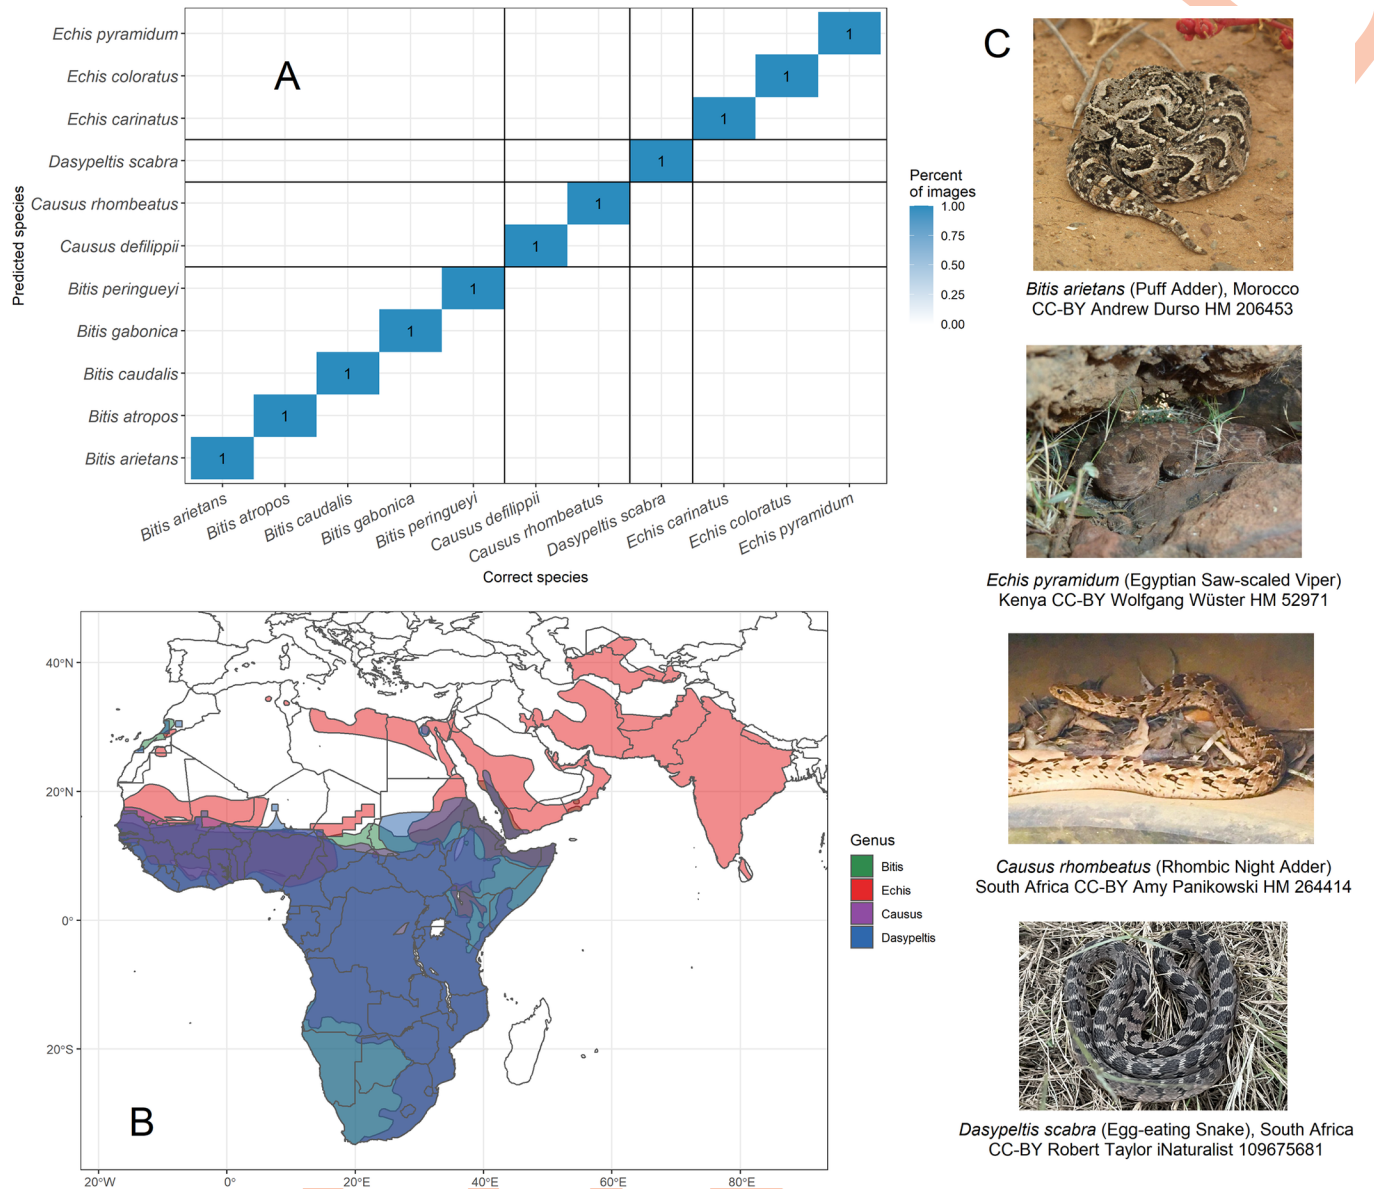 A
Predicted species
Echis pyramidum
Echis coloratus
Echis carinatus
Dasypeltis scabra
Causus rhombeatus
Causus defilippii
Bitis peringueyi
Bitis gabonica
Bitis caudalis
Bitis atropos
Bitis arietans
1
1
1
1
1
1
1
1
1
1
1
Bitis arietans
Bitis atropos
Bitis caudalis
Bitis gabonica
Bitis peringueyi
Causus defilippii
Causus rhombeatus
Dasypeltis scabra
Echis carinatus
Echis coloratus
Echis pyramidum
Correct species
Percent
of images
1.00
0.75
0.50
0.25
0.00
B
40°N
20°N
0°
20°S
20°W
0°
20°E
40°E
60°E
80°E
Genus
Bitis
Echis
Causus
Dasypeltis
C
Bitis arietans (Puff Adder), Morocco
CC-BY Andrew Durso HM 206453
Echis pyramidum (Egyptian Saw-scaled Viper)
Kenya CC-BY Wolfgang Wüster HM 52971
Causus rhombeatus (Rhombic Night Adder)
South Africa CC-BY Amy Panikowski HM 264414
Dasypeltis scabra (Egg-eating Snake), South Africa
CC-BY Robert Taylor iNaturalist 109675681